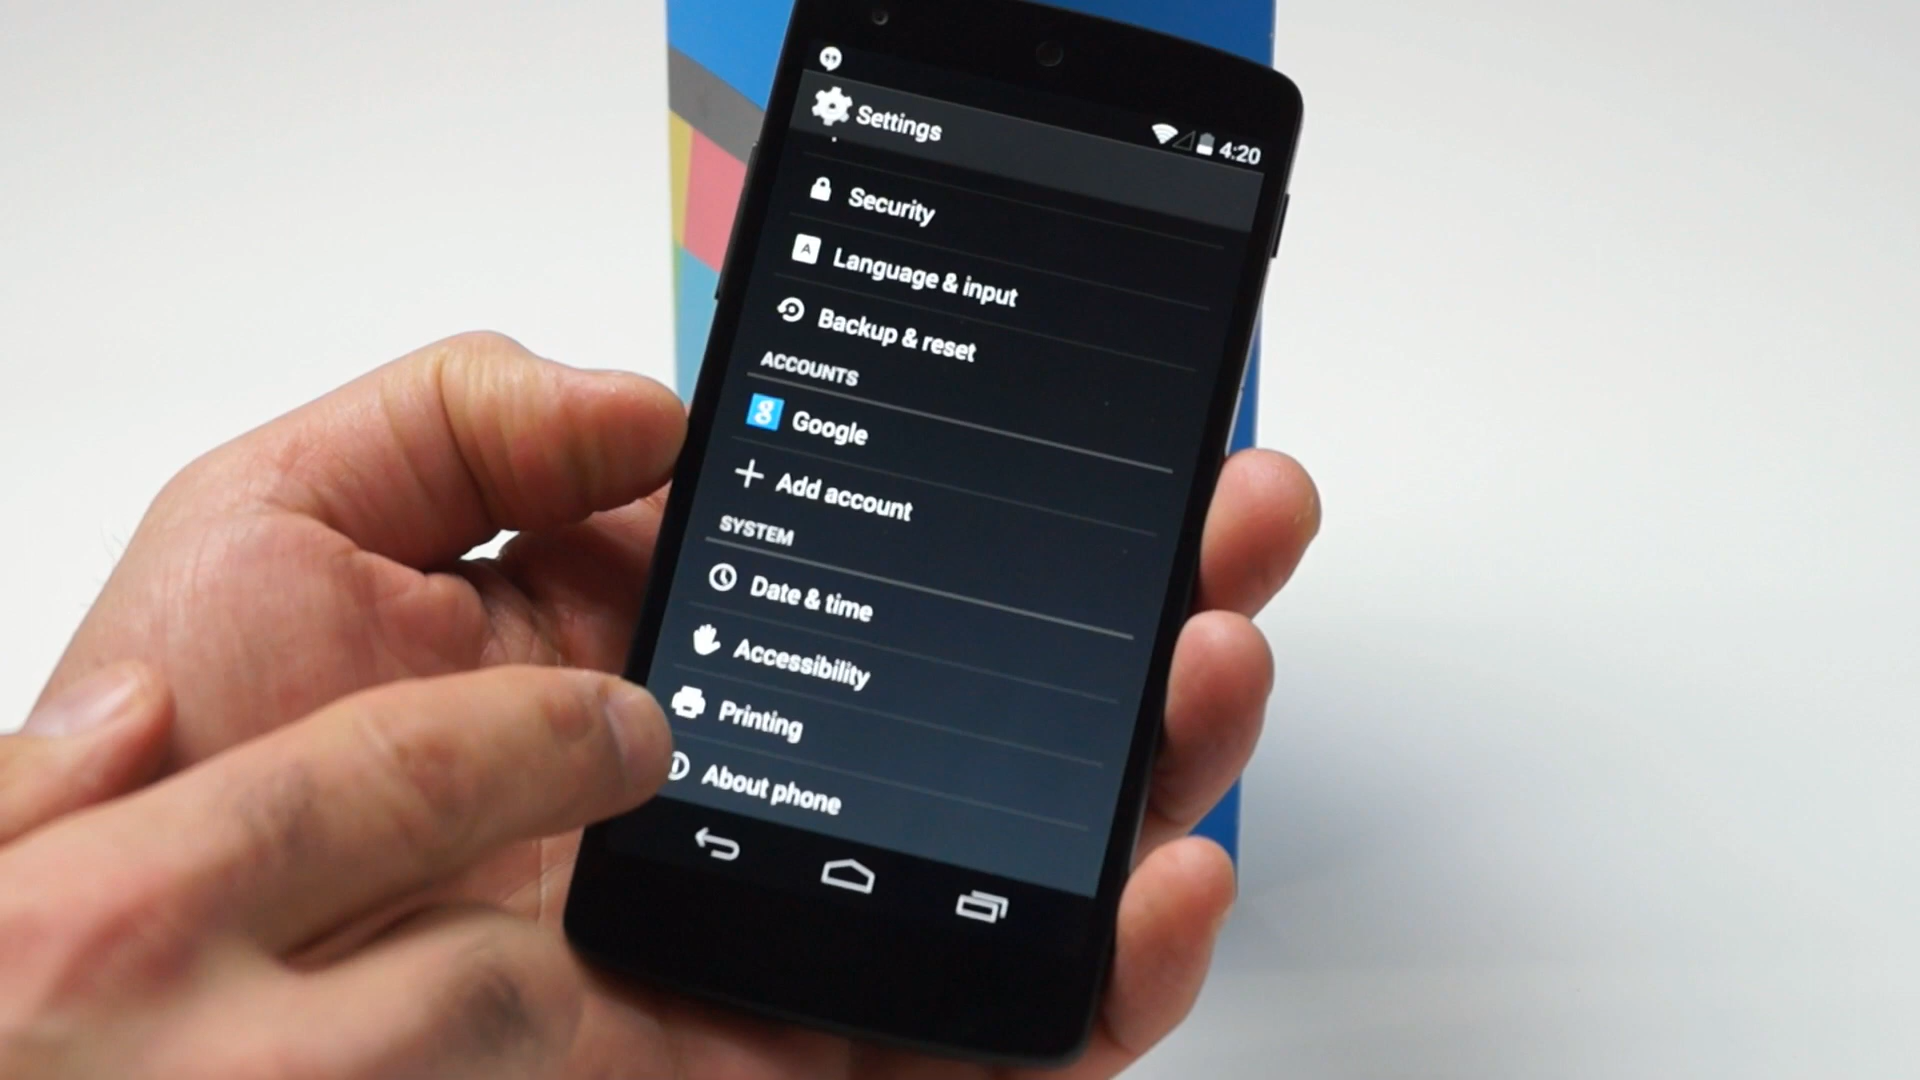 Settings
4:20
Security
A
Language & input
Backup & reset
ACCOUNTS
g
Google
Add account
SYSTEM
Date & time
Accessibility
Printing
About phone